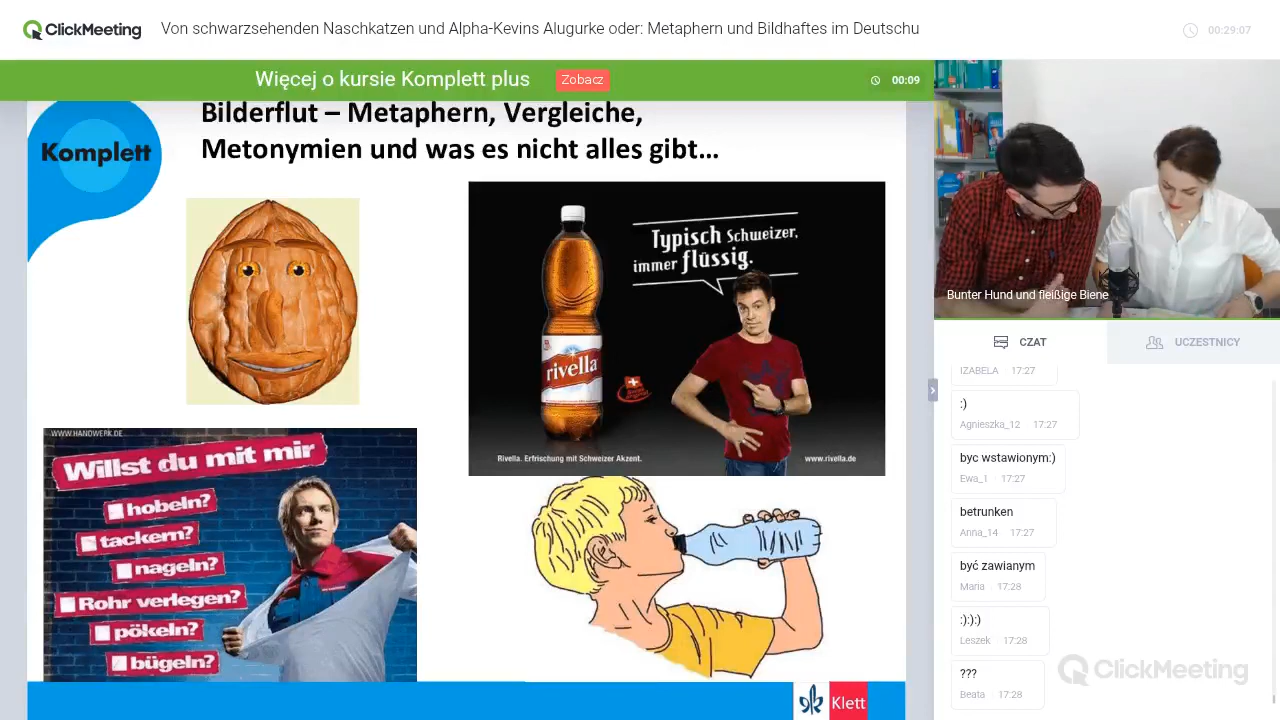 ClickMeeting
Von schwarzsehenden Naschkatzen und Alpha-Kevins Alugurke oder: Metaphern und Bildhaftes im Deutschu
00:29:07
Więcej o kursie Komplett plus
Zobacz
00:09
Komplett
Bilderflut – Metaphern, Vergleiche,
Metonymien und was es nicht alles gibt…
Typisch Schweizer,
immer flüssig.
rivella
Rivella. Erfrischung mit Schweizer Akzent.
www.rivella.de
WWW.HANDWERK.DE
Willst du mit mir
hobeln?
tackern?
nageln?
Rohr verlegen?
pökeln?
bügeln?
Klett
Bunter Hund und fleißige Biene
CZAT
UCZESTNICY
IZABELA 17:27
:)
Agnieszka_12 17:27
byc wstawionym:)
Ewa_1 17:27
betrunken
Anna_14 17:27
być zawianym
Maria 17:28
:):):)
Leszek 17:28
???
Beata 17:28
ClickMeeting